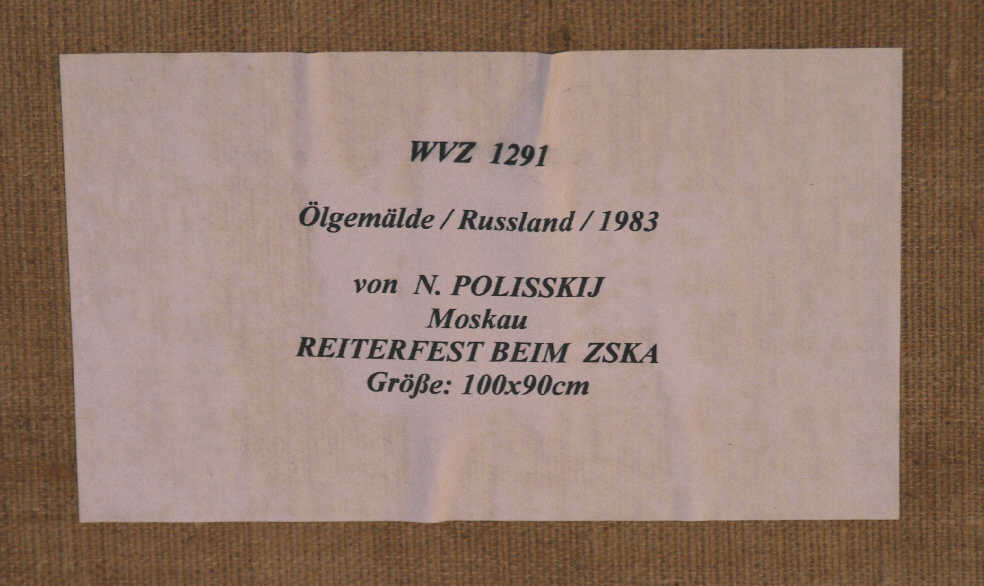 WVZ 1291
Ölgemälde / Russland / 1983
von N. POLISSKIJ
Moskau
REITERFEST BEIM ZSKA
Größe: 100x90cm